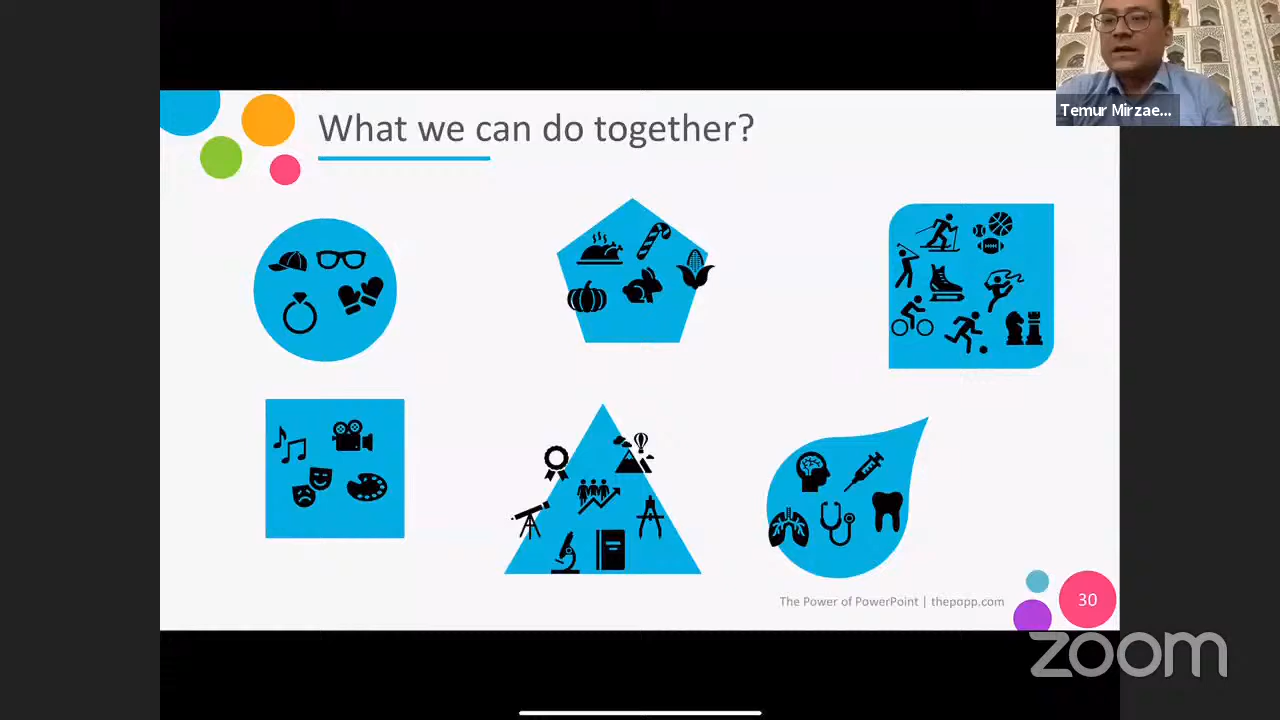 Temur Mirzae...
What we can do together?
The Power of PowerPoint | thepopp.com
30
zoom